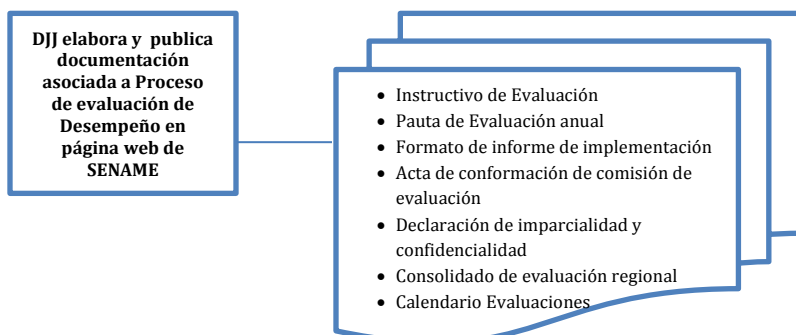 DJJ elabora y publica
documentación
asociada a Proceso
de evaluación de
Desempeño en
página web de
SENAME
• Instructivo de Evaluación
• Pauta de Evaluación anual
• Formato de informe de implementación
• Acta de conformación de comisión de
evaluación
• Declaración de imparcialidad y
confidencialidad
• Consolidado de evaluación regional
• Calendario Evaluaciones